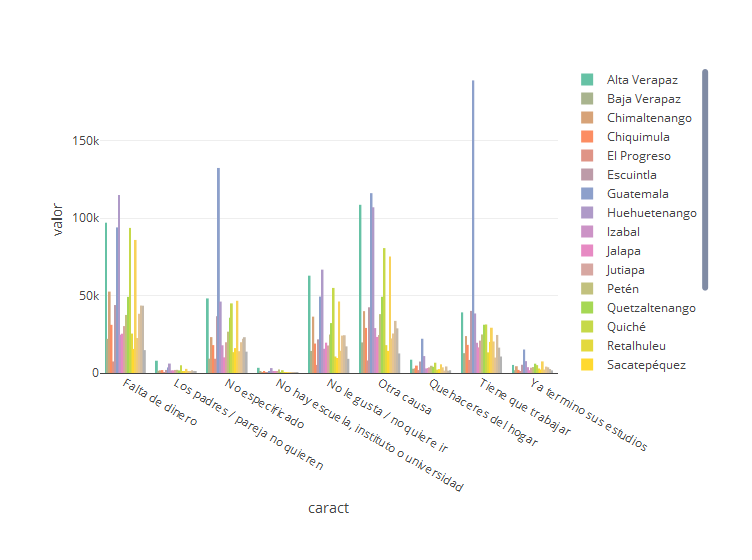 150k
100k
50k
0
valor
Falta de dinero
Los padres / pareja no quieren
No especificado
No hay escuela, instituto o universidad
No le gusta / no quiere ir
Otra causa
Quehaceres del hogar
Tiene que trabajar
Ya termino sus estudios
caract
Alta Verapaz
Baja Verapaz
Chimaltenango
Chiquimula
El Progreso
Escuintla
Guatemala
Huehuetenango
Izabal
Jalapa
Jutiapa
Petén
Quetzaltenango
Quiché
Retalhuleu
Sacatepéquez